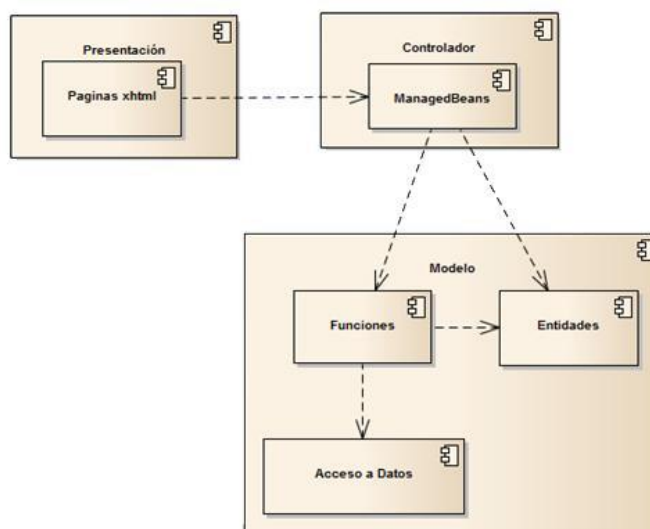 Presentación
Paginas xhtml
Controlador
ManagedBeans
Modelo
Funciones
Entidades
Acceso a Datos